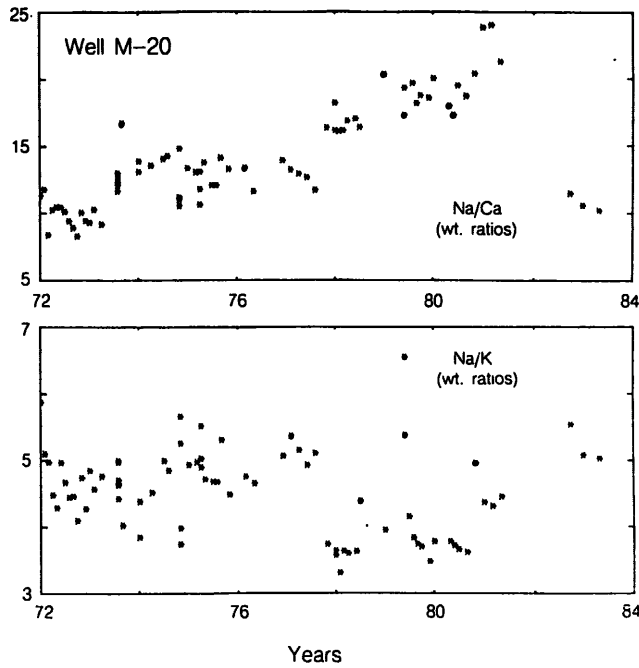 25
Well M-20
15
Na/Ca
(wt. ratios)
5
72 76 80 84
7
Na/K
(wt. ratios)
5
3
72 76 80 84
Years